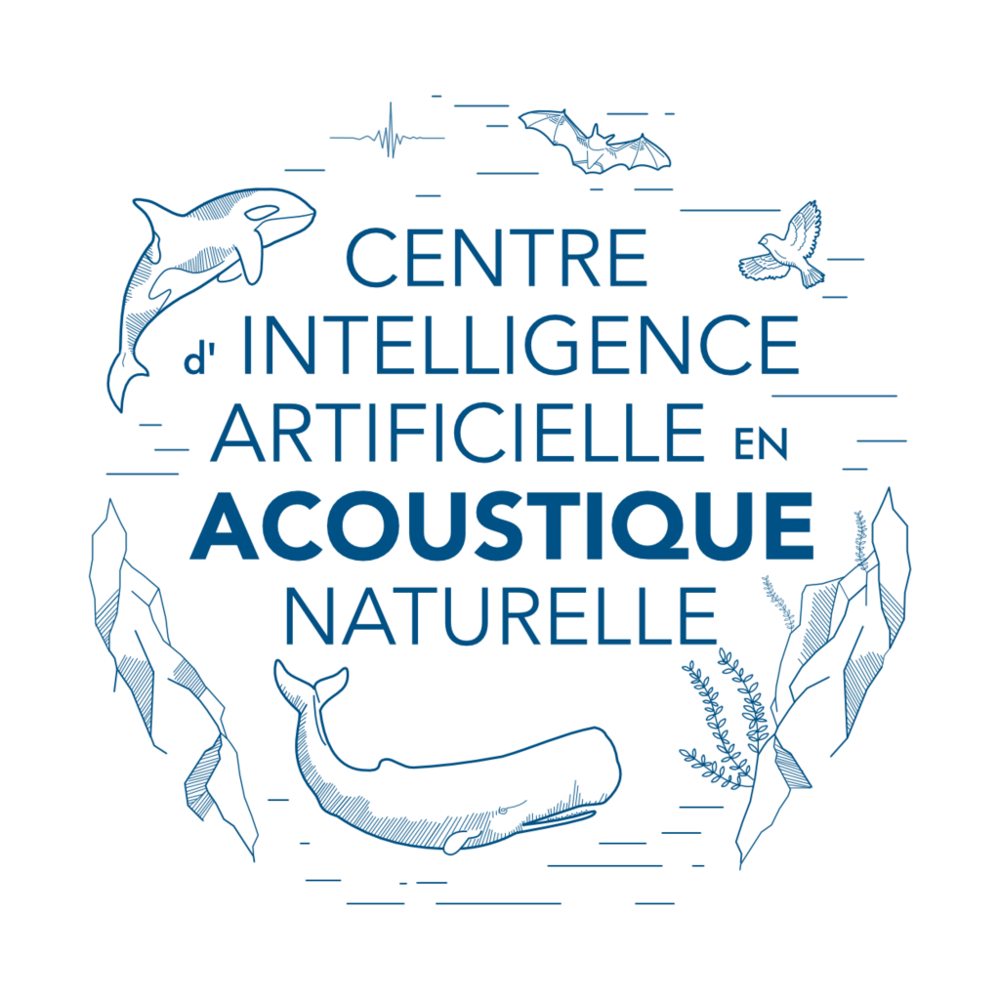 CENTRE
d' INTELLIGENCE
ARTIFICIELLE EN
ACOUSTIQUE
NATURELLE